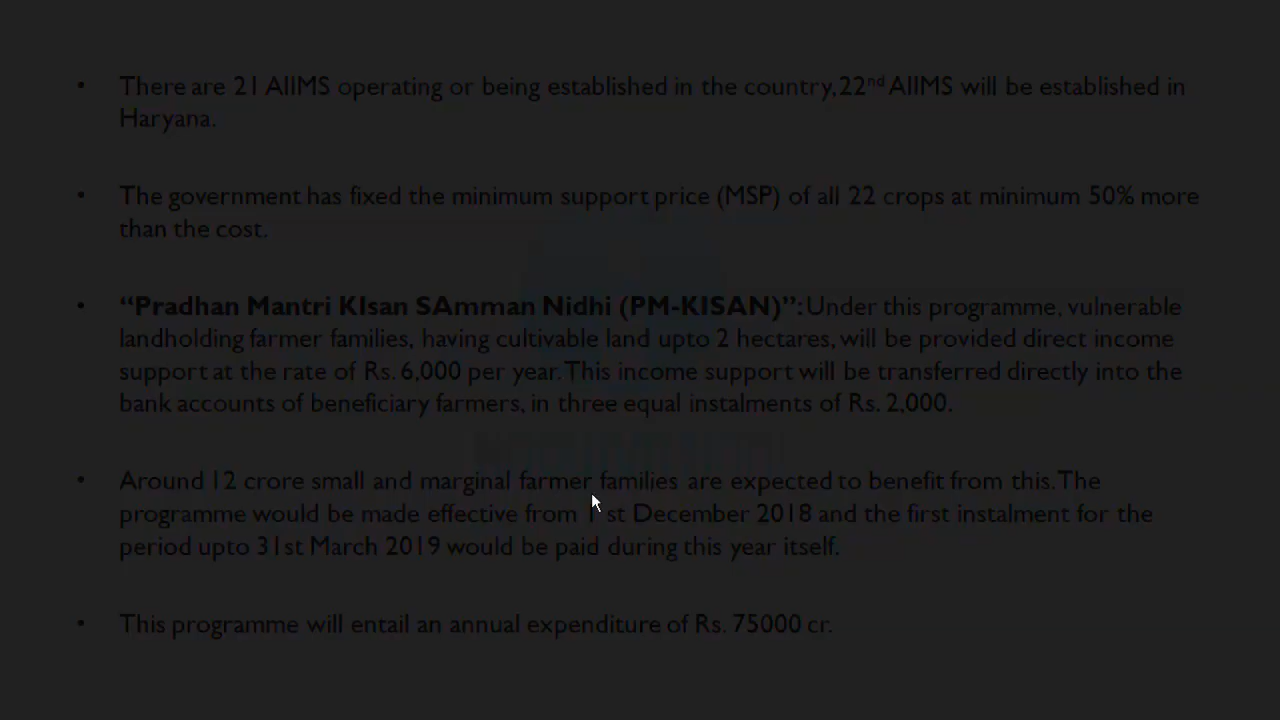 • There are 21 AIIMS operating or being established in the country,22nd AIIMS will be established in
Haryana.
• The government has fixed the minimum support price (MSP) of all 22 crops at minimum 50% more
than the cost.
• “Pradhan Mantri KIsan SAmman Nidhi (PM-KISAN)”: Under this programme, vulnerable
landholding farmer families, having cultivable land upto 2 hectares, will be provided direct income
support at the rate of Rs. 6,000 per year. This income support will be transferred directly into the
bank accounts of beneficiary farmers, in three equal instalments of Rs. 2,000.
• Around 12 crore small and marginal farmer families are expected to benefit from this. The
programme would be made effective from 1 st December 2018 and the first instalment for the
period upto 31st March 2019 would be paid during this year itself.
• This programme will entail an annual expenditure of Rs. 75000 cr.